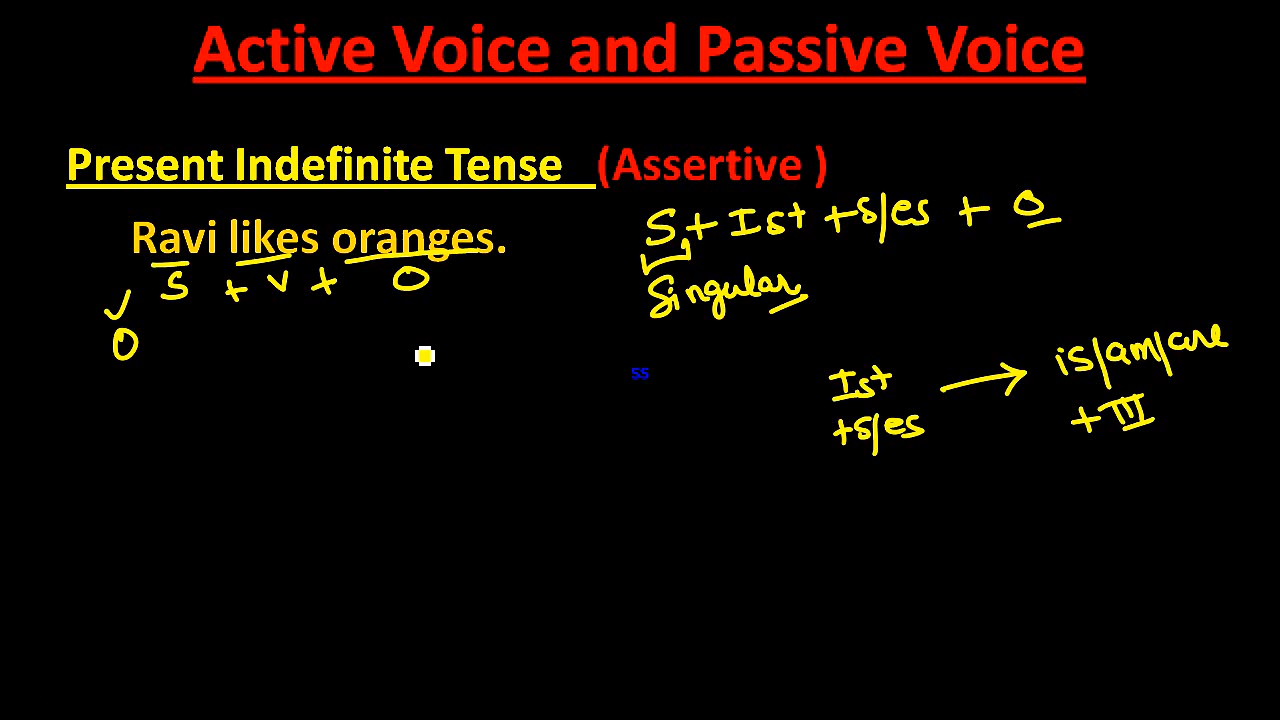 Active Voice and Passive Voice
Present Indefinite Tense (Assertive )
Ravi likes oranges.
S + Ist + s/es + O
Singular
S + V + O
O
ss
Ist → is/am/are
+s/es + III